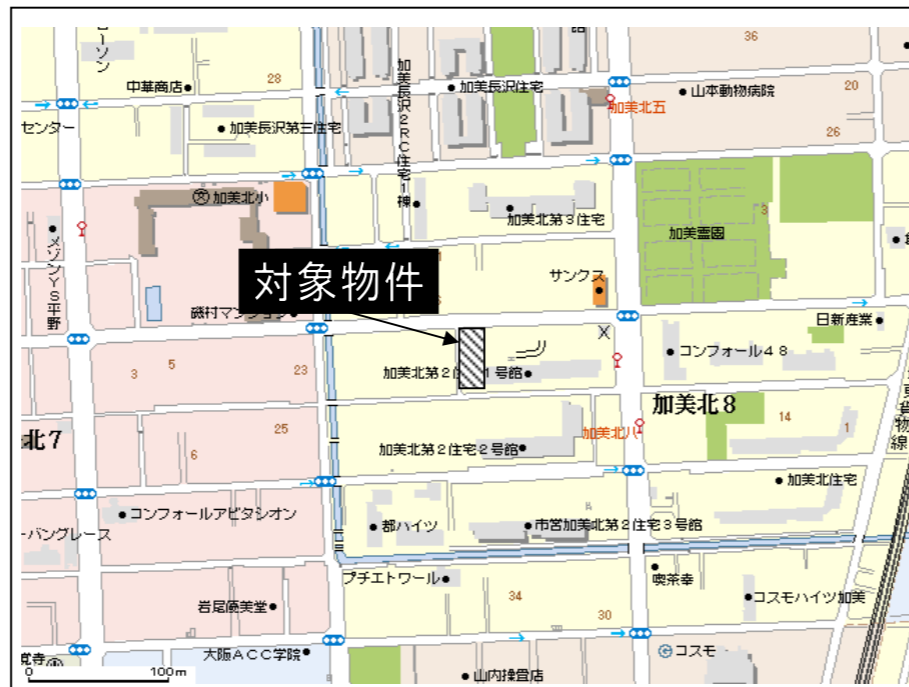 ローソン
中華商店
28
加美長沢2RC住宅1棟
加美長沢住宅
館
36
山本動物病院
20
加美北五
センター
加美長沢第三住宅
26
加美北小
加美北第3住宅
3
加美霊園
メゾンYS平野
対象物件
サンクス
磯村マンション
日新産業
コンフォール48
3
5
23
加美北第2住
1号館
加美北8
北7
25
6
加美北第2住宅2号館
加美北八
14
1
貨物線
加美北住宅
コンフォールアビタシオン
ーバングレース
都ハイツ
市営加美北第2住宅3号館
プチエトワール
喫茶幸
コスモハイツ加美
岩尾蕨美堂
34
30
大阪ACC学院
コスモ
山内操畳店
0
100m